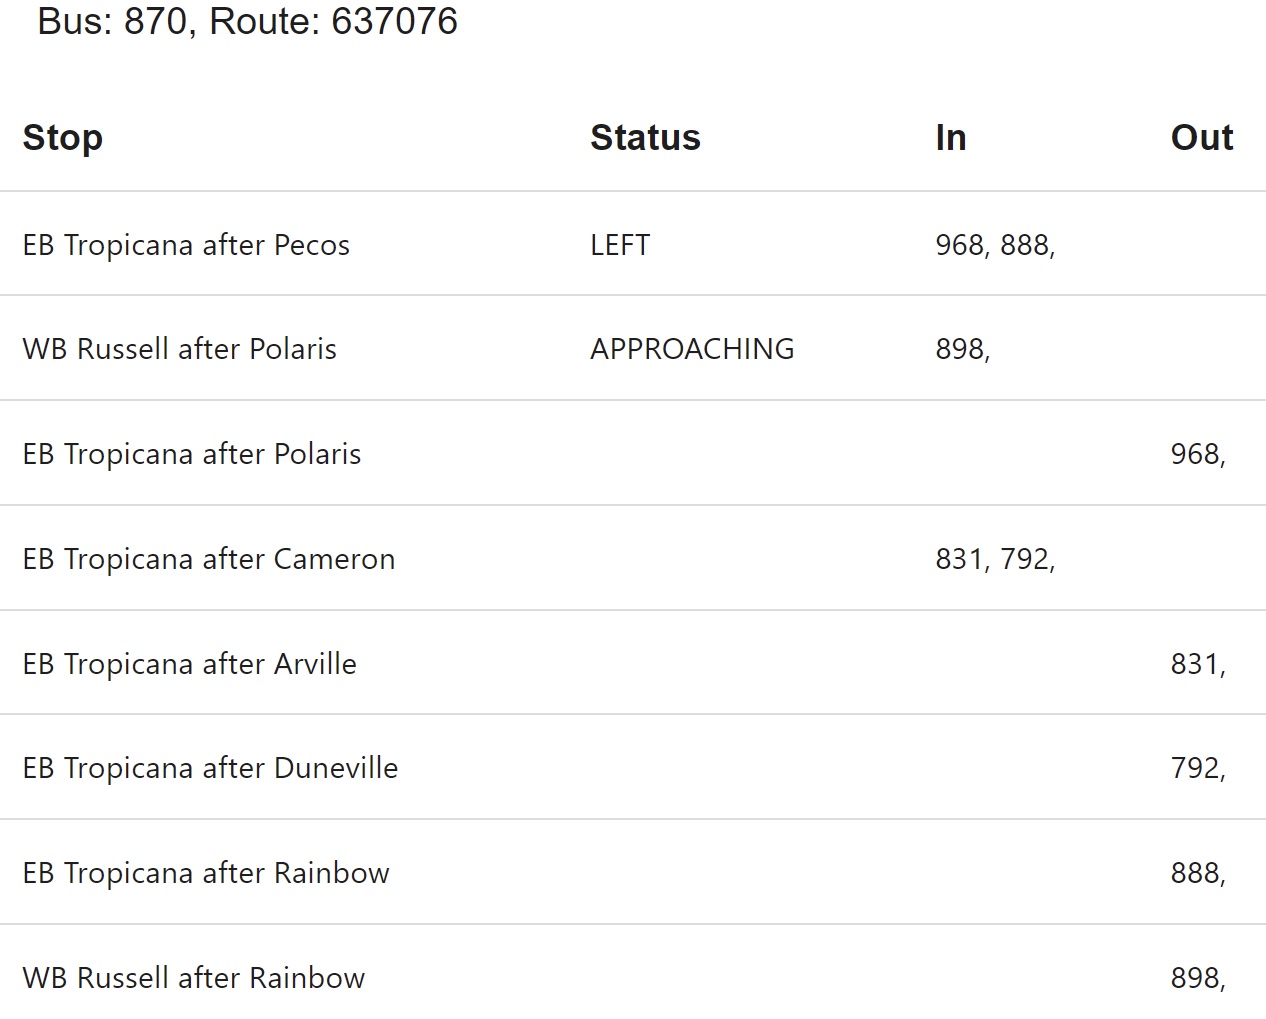 Bus: 870, Route: 637076
Stop Status In Out
EB Tropicana after Pecos LEFT 968, 888,
WB Russell after Polaris APPROACHING 898,
EB Tropicana after Polaris 968,
EB Tropicana after Cameron 831, 792,
EB Tropicana after Arville 831,
EB Tropicana after Duneville 792,
EB Tropicana after Rainbow 888,
WB Russell after Rainbow 898,